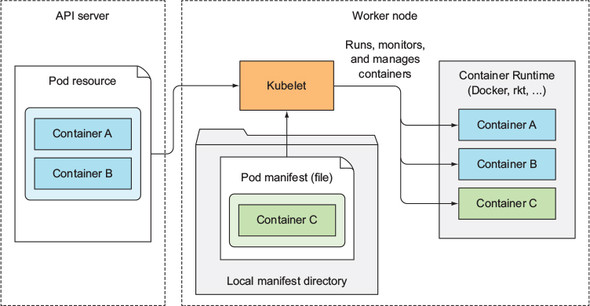 API server
Pod resource
Container A
Container B
Worker node
Kubelet
Runs, monitors,
and manages
containers
Pod manifest (file)
Container C
Local manifest directory
Container Runtime
(Docker, rkt, ...)
Container A
Container B
Container C